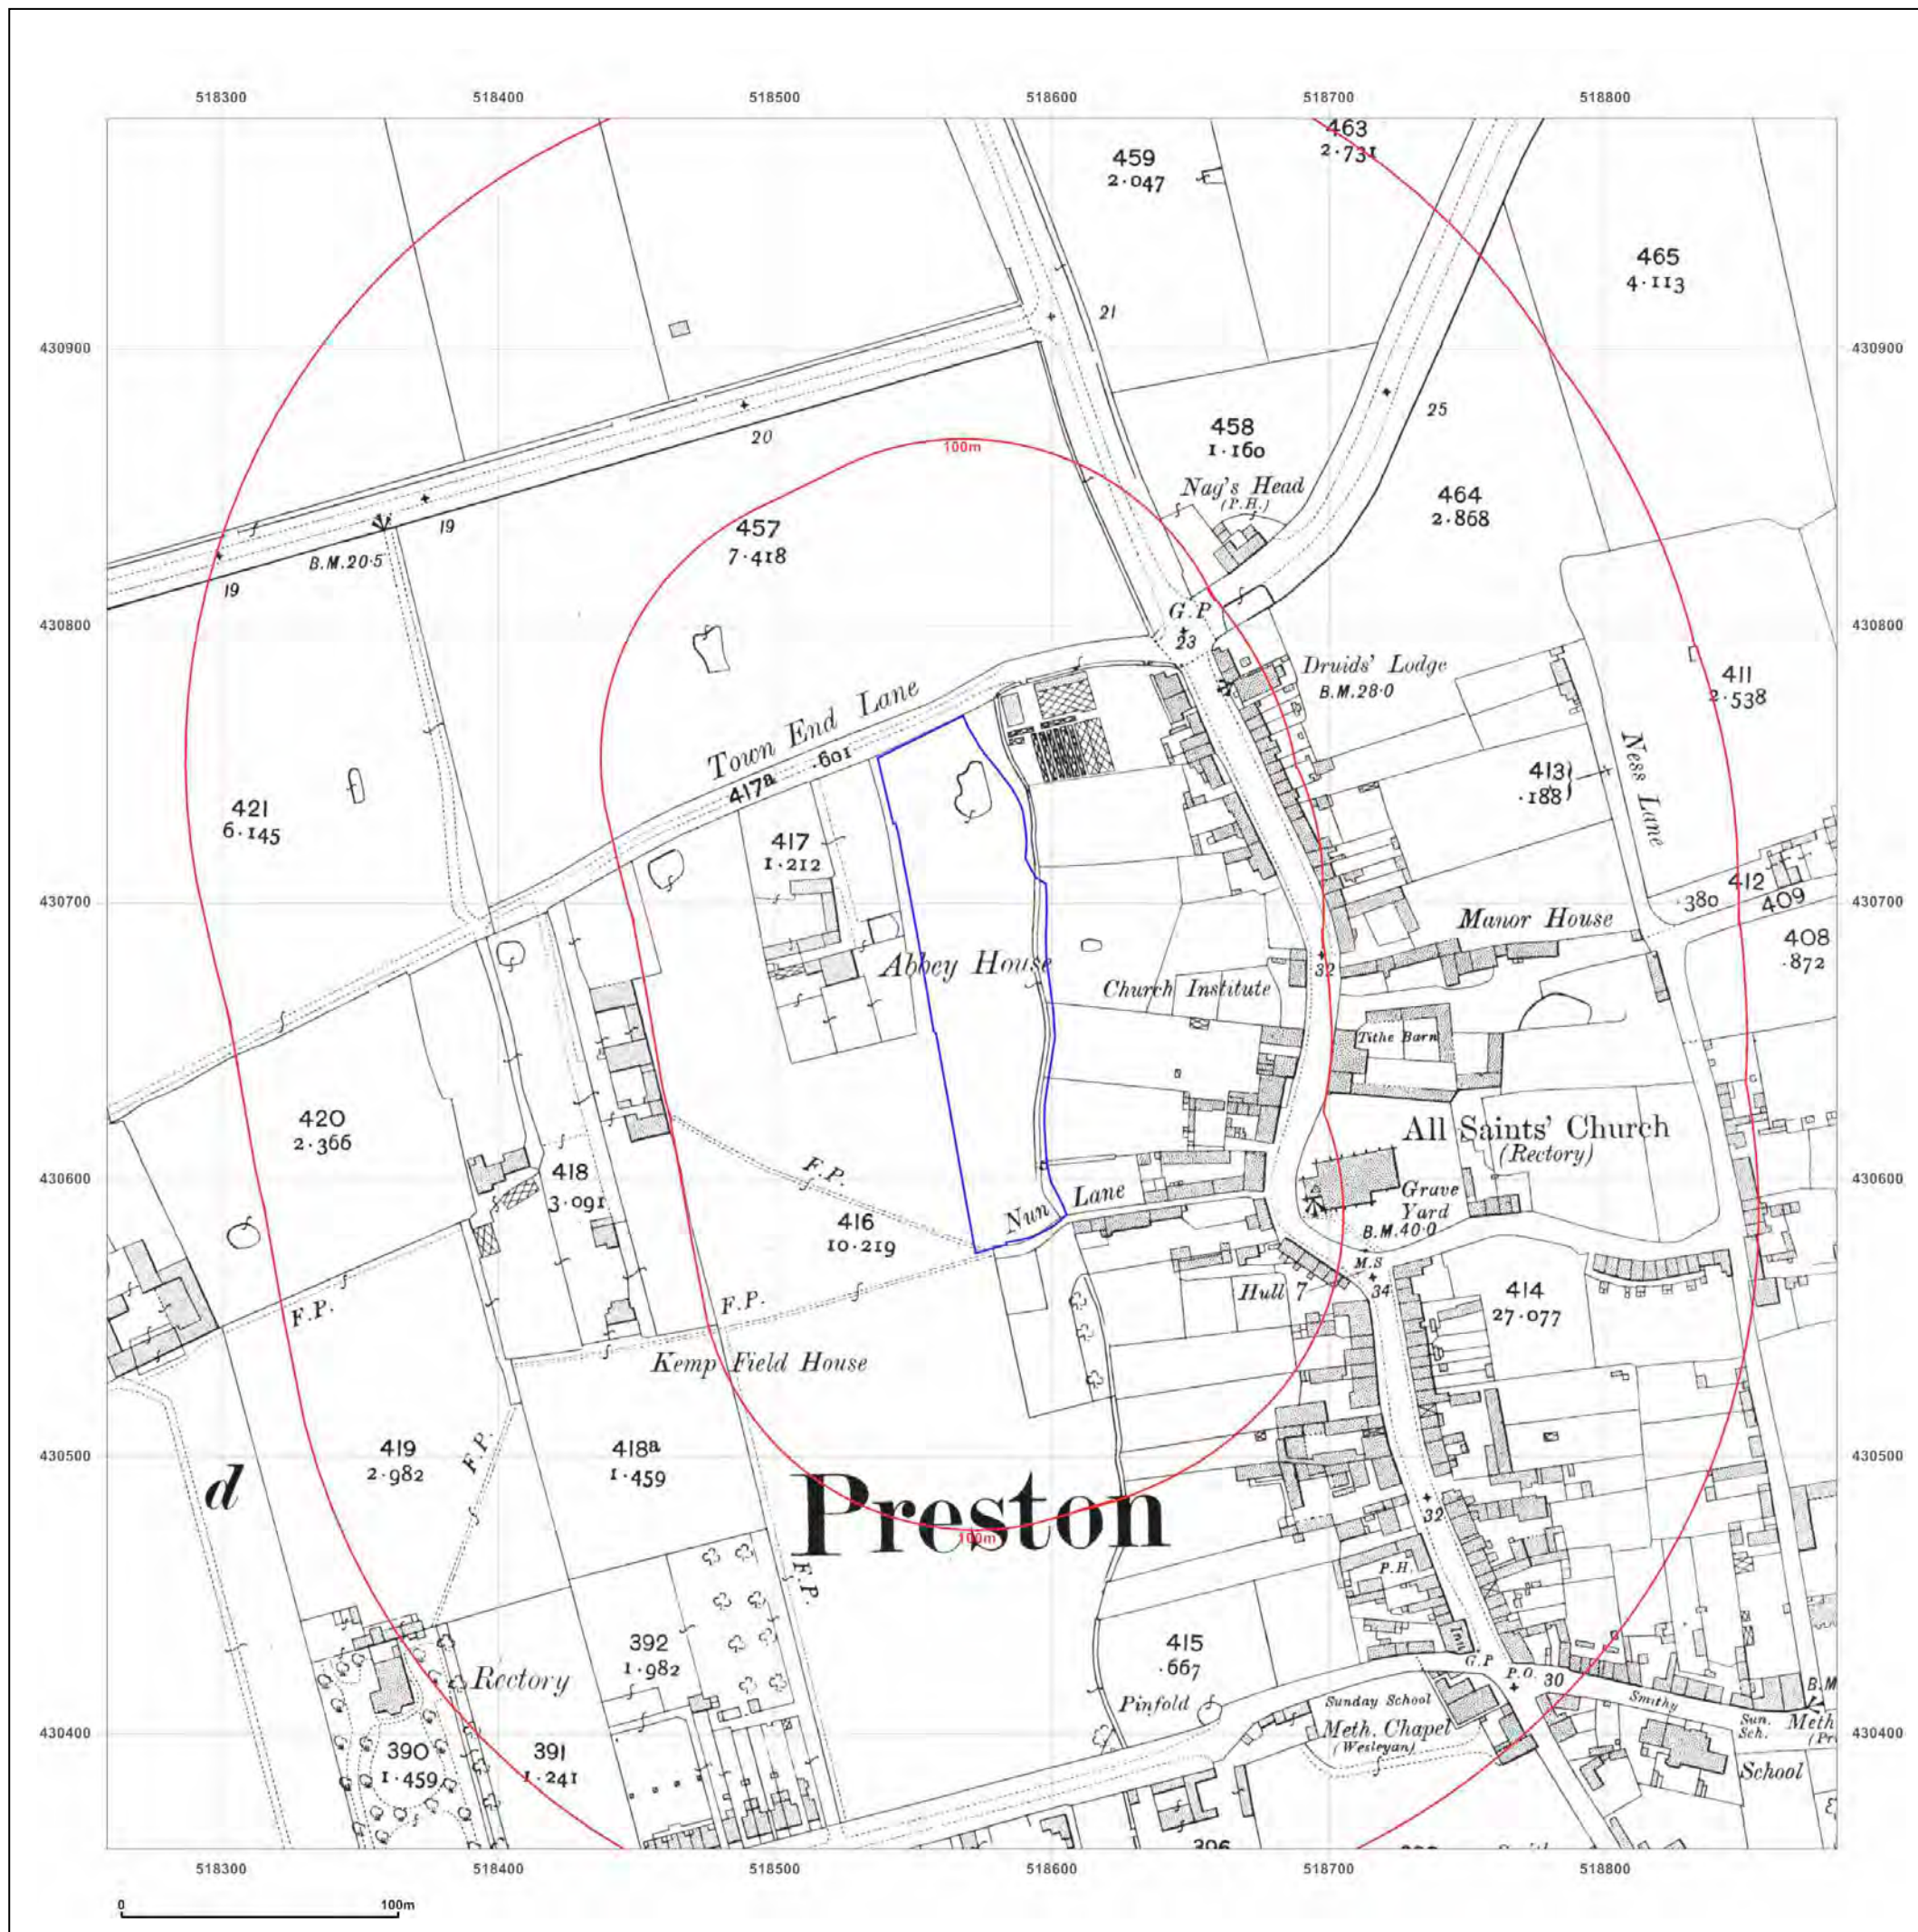 518300 518400 518500 518600 518700 518800
463
2·731
459
2·047
465
4·113
21
430900 430900
25
20
458
1·160
100m
Nag's Head
(P.H.)
464
2·868
19
457
7·418
B.M.20·5
19
G.P
430800 430800
23
Druids' Lodge
B.M.28·0
411
2·538
Town End Lane
417a ·601
Ness Lane
413
·188
421
6·145
417
1·212
412
·380
409
430700 430700
Manor House
408
·872
Abbey House
32
Church Institute
Tithe Barn
420
2·366
All Saints' Church
(Rectory)
F.P.
418
3·091
430600 430600
Nun Lane
Grave
Yard
416
10·219
B.M.40·0
M.S
34
Hull 7
414
27·077
F.P.
F.P.
Kemp Field House
419
2·982
F.P.
418a
1·459
430500 430500
d
Preston
32
100m
F.P.
P.H.
392
1·982
415
·667
Inn
G.P
P.O. 30
Rectory
Pinfold
Sunday School
Smithy
B.M
Meth. Chapel
(Wesleyan)
Sun.
Sch.
Meth
(Pr
430400 430400
390
1·459
391
1·241
School
396
518300 518400 518500 518600 518700 518800
0 100m